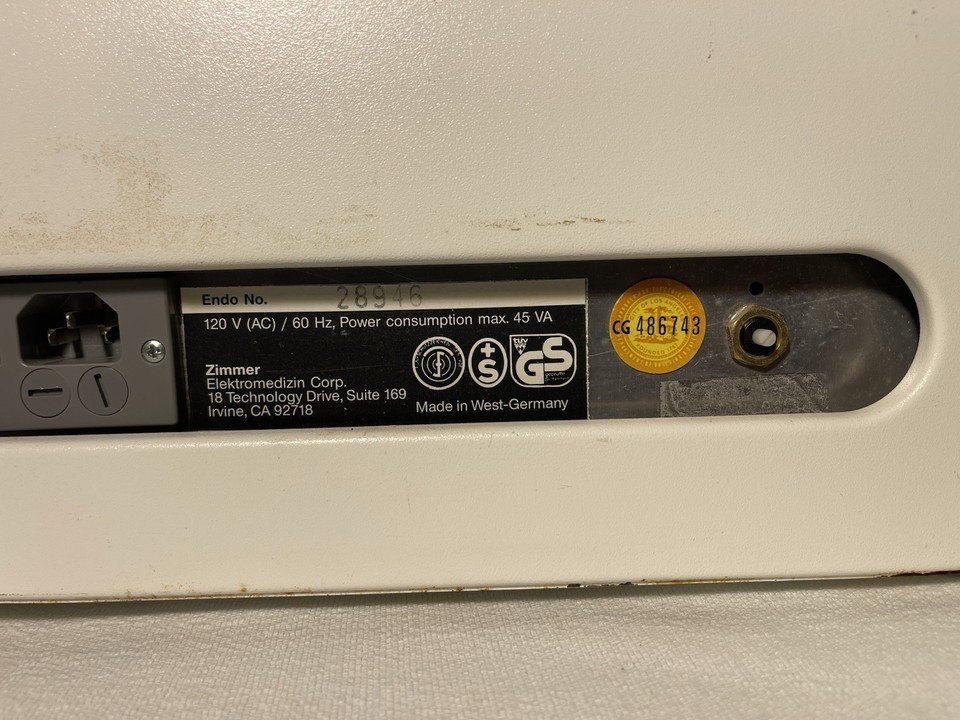 Endo No. 28946
120 V (AC) / 60 Hz, Power consumption max. 45 VA
Zimmer
Elektromedizin Corp.
18 Technology Drive, Suite 169
Irvine, CA 92718
S
TÜV
GS
Made in West-Germany
CG 486743